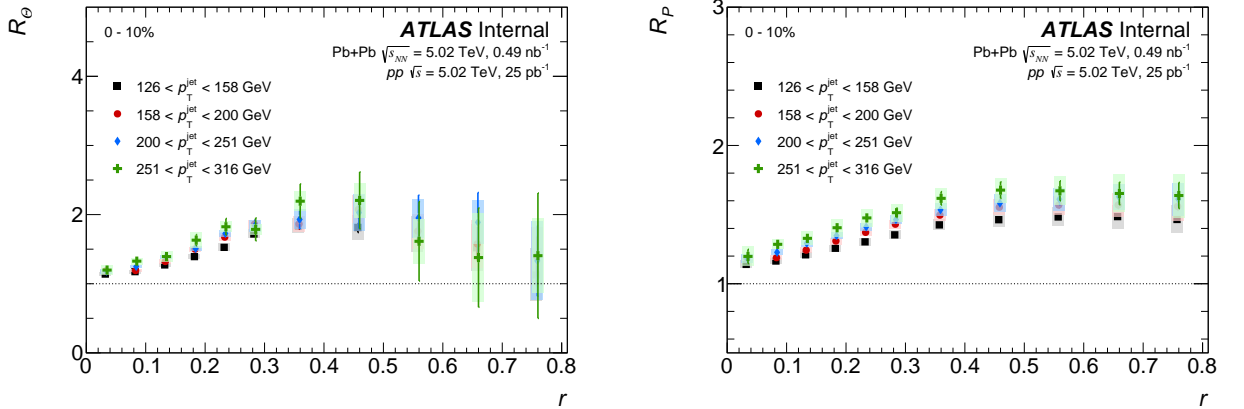 R_Θ
0 - 10%
ATLAS Internal
Pb+Pb √s_NN = 5.02 TeV, 0.49 nb⁻¹
pp √s = 5.02 TeV, 25 pb⁻¹
126 < p_T^jet < 158 GeV
158 < p_T^jet < 200 GeV
200 < p_T^jet < 251 GeV
251 < p_T^jet < 316 GeV
4
2
0
0 0.1 0.2 0.3 0.4 0.5 0.6 0.7 0.8
r
R_P
3
0 - 10%
ATLAS Internal
Pb+Pb √s_NN = 5.02 TeV, 0.49 nb⁻¹
pp √s = 5.02 TeV, 25 pb⁻¹
126 < p_T^jet < 158 GeV
158 < p_T^jet < 200 GeV
200 < p_T^jet < 251 GeV
251 < p_T^jet < 316 GeV
2
1
0 0.1 0.2 0.3 0.4 0.5 0.6 0.7 0.8
r